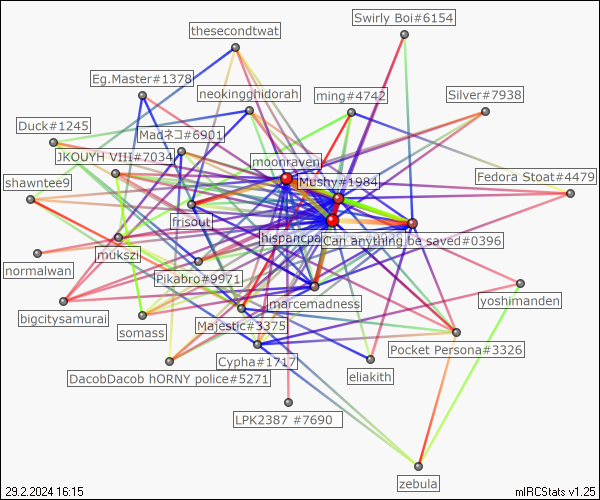 Swirly Boi#6154
thesecondtwat
Eg.Master#1378
neokingghidorah
ming#4742
Silver#7938
Duck#1245
Madネコ#6901
JKOUYH VIII#7034
moonraven
Mushy#1984
Fedora Stoat#4479
shawntee9
frisout
hispancpa
Can anything be saved#0396
mukszi
normalwan
Pikabro#9971
marcemadness
yoshimanden
bigcitysamurai
somass
Majestic#3375
Pocket Persona#3326
Cypha#1717
eliakith
DacobDacob hORNY police#5271
LPK2387 #7690
zebula
29.2.2024 16:15
mIRCStats v1.25